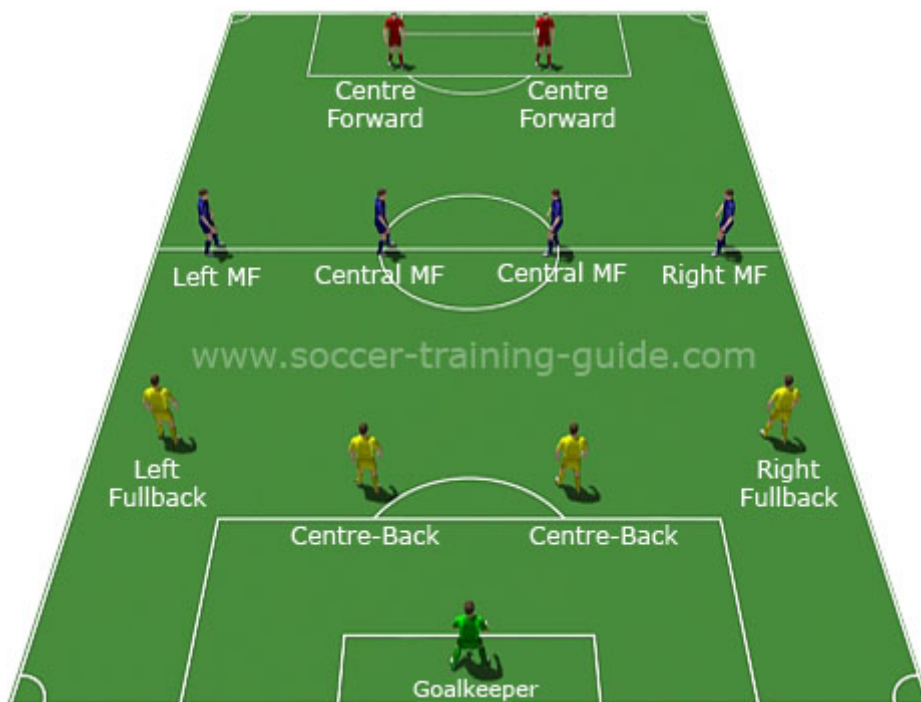 Centre
Forward
Centre
Forward
Left MF
Central MF
Central MF
Right MF
www.soccer-training-guide.com
Left
Fullback
Right
Fullback
Centre-Back
Centre-Back
Goalkeeper